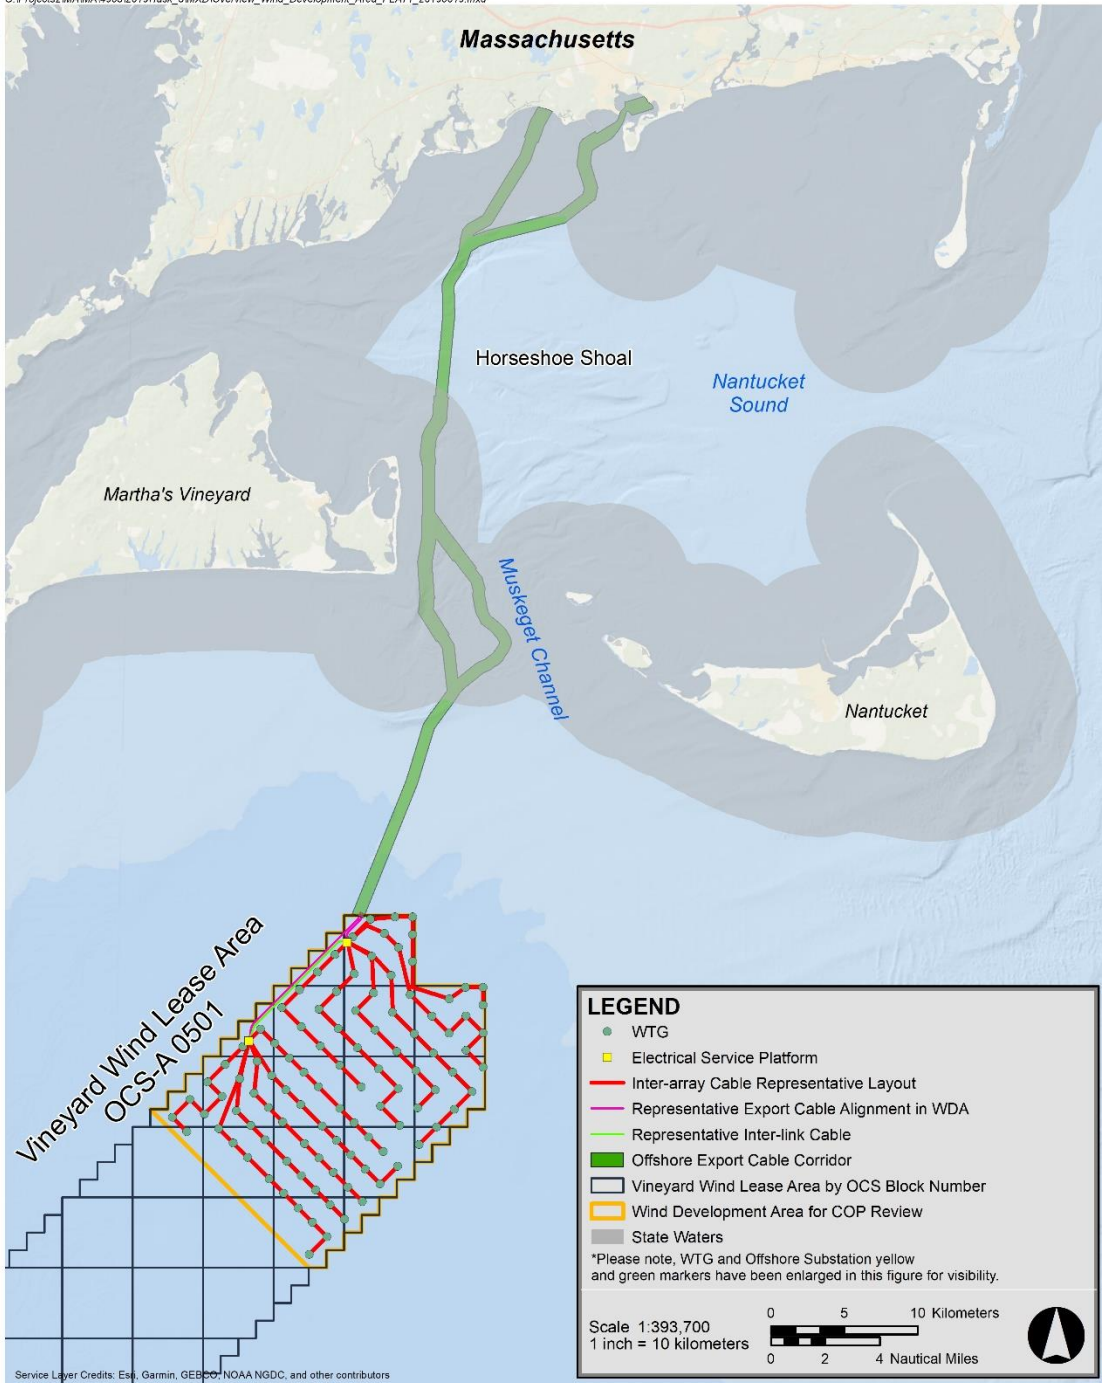 Massachusetts
Horseshoe Shoal
Nantucket
Sound
Martha's Vineyard
Muskeget Channel
Nantucket
Vineyard Wind Lease Area
OCS-A 0501
LEGEND
WTG
Electrical Service Platform
Inter-array Cable Representative Layout
Representative Export Cable Alignment in WDA
Representative Inter-link Cable
Offshore Export Cable Corridor
Vineyard Wind Lease Area by OCS Block Number
Wind Development Area for COP Review
State Waters
*Please note, WTG and Offshore Substation yellow
and green markers have been enlarged in this figure for visibility.
Scale 1:393,700
1 inch = 10 kilometers
0 5 10 Kilometers
0 2 4 Nautical Miles
Service Layer Credits: Esri, Garmin, GEBCO, NOAA NGDC, and other contributors